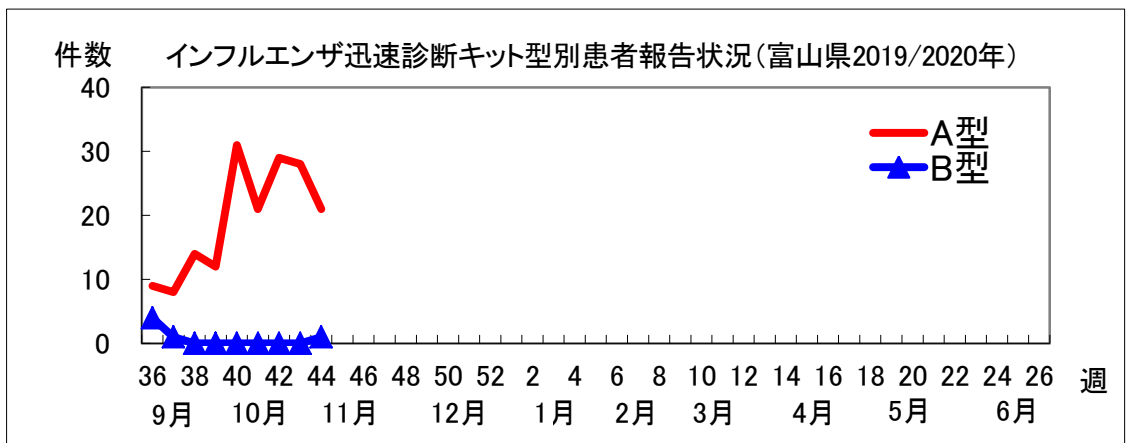 件数 インフルエンザ迅速診断キット型別患者報告状況(富山県2019/2020年)
40
30
20
10
0
A型
B型
36 38 40 42 44 46 48 50 52 2 4 6 8 10 12 14 16 18 20 22 24 26 週
9月 10月 11月 12月 1月 2月 3月 4月 5月 6月